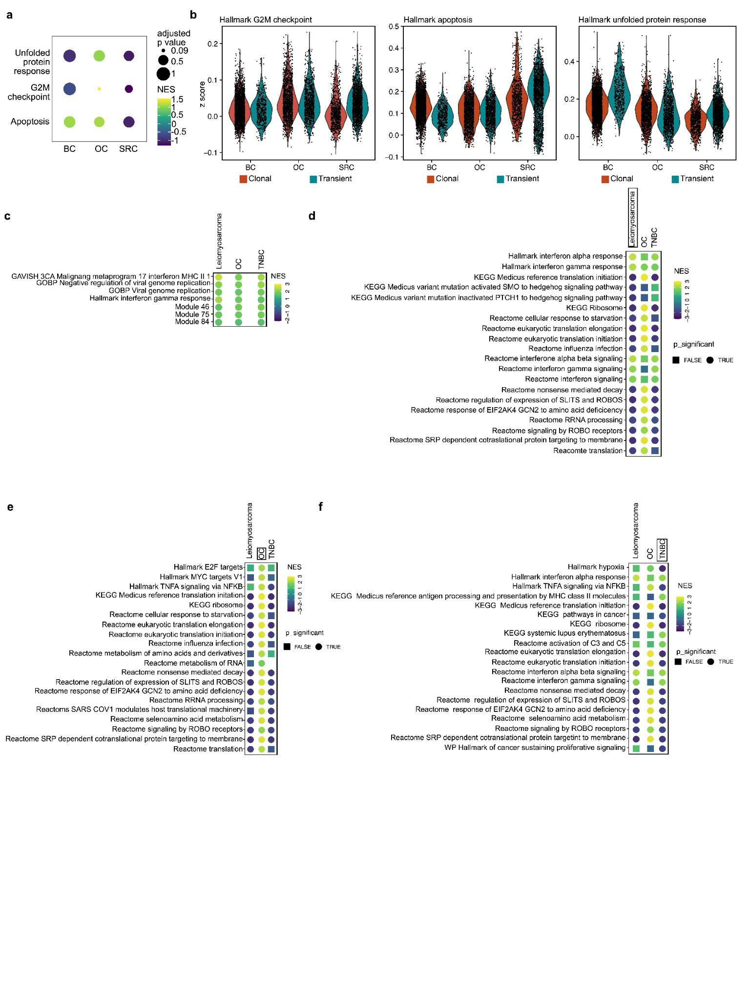 a
Unfolded
protein
response
G2M
checkpoint
Apoptosis
BC OC SRC
adjusted
p value
0.09
0.5
1
NES
1.5
1
0.5
0
-0.5
-1
b
Hallmark G2M checkpoint
z score
0.2
0.1
0.0
−0.1
BC OC SRC
Clonal Transient
Hallmark apoptosis
0.5
0.4
0.3
0.2
0.1
0.0
−0.1
BC OC SRC
Clonal Transient
Hallmark unfolded protein response
0.4
0.2
0.0
BC OC SRC
Clonal Transient
c
Leiomyosarcoma
OC
TNBC
GAVISH 3CA Malignang metaprogram 17 interferon MHC II 1
GOBP Negative regulation of viral genome replication
GOBP Viral genome replication
Hallmark interferon gamma response
Module 46
Module 75
Module 84
NES
−2−1 0 1 2 3
d
Leiomyosarcoma
OC
TNBC
Hallmark interferon alpha response
Hallmark interferon gamma response
KEGG Medicus reference translation initiation
KEGG Medicus variant mutation activated SMO to hedgehog signaling pathway
KEGG Medicus variant mutation inactivated PTCH1 to hedgehog signaling pathway
KEGG Ribosome
Reactome cellular response to starvation
Reactome eukaryotic translation elongation
Reactome eukaryotic translation initiation
Reactome influenza infection
Reactome interferone alpha beta signaling
Reactome interferon gamma signaling
Reactome interferon signaling
Reactome nonsense mediated decay
Reactome regulation of expression of SLITS and ROBOS
Reactome response of EIF2AK4 GCN2 to amino acid deficicency
Reactome RRNA processing
Reactome signaling by ROBO receptors
Reactome SRP dependent cotraslational protein targeting to membrane
Reacomte translation
NES
−3−2−1 0 1 2 3
p_significant
FALSE TRUE
e
Leiomyosarcoma
OC
TNBC
Hallmark E2F targets
Hallmark MYC targets V1
Hallmark TNFA signaling via NFKB
KEGG Medicus reference translation initation
KEGG ribosome
Reactome cellular response to starvation
Reactome eukaryotic translation elongation
Reactome eukaryotic translation initiation
Reactome influenza infection
Reactome metabolism of amino acids and derivatives
Reactome metabolism of RNA
Reactome nonsense mediated decay
Reactome regulation of expression of SLITS and ROBOS
Reactome response of EIF2AK4 GCN2 to amino acid deficiency
Reactome RRNA processing
Reactoms SARS COV1 modulates host translational machinery
Reactome selenoamino acid metabolism
Reactome signaling by ROBO receptors
Reactome SRP dependent cotranslational protein targeting to membrane
Reactome translation
NES
−3−2−1 0 1 2 3
p_significant
FALSE TRUE
f
Leiomyosarcoma
OC
TNBC
Hallmark hypoxia
Hallmark interferon alpha response
Hallmark TNFA signaling via NFKB
KEGG Medicus reference antigen processing and presentation by MHC class II molecules
KEGG Medicus reference translation initiation
KEGG pathways in cancer
KEGG ribosome
KEGG systemic lupus erythematosus
Reactome activation of C3 and C5
Reactome eukaryotic translation elongation
Reactome eukaryotic translation initiation
Reactome interferon alpha beta signaling
Reactome interferon gamma signaling
Reactome nonsense mediated decay
Reactome regulation of expression of SLITS and ROBOS
Reactome response of EIF2AK4 GCN2 to amino acid deficiency
Reactome selenoamino acid metabolism
Reactome signaling by ROBO receptors
Reactome SRP dependent cotranslational protein targetint to membrane
WP Hallmark of cancer sustaining proliferative signaling
NES
−3−2−1 0 1 2 3
p_significant
FALSE TRUE